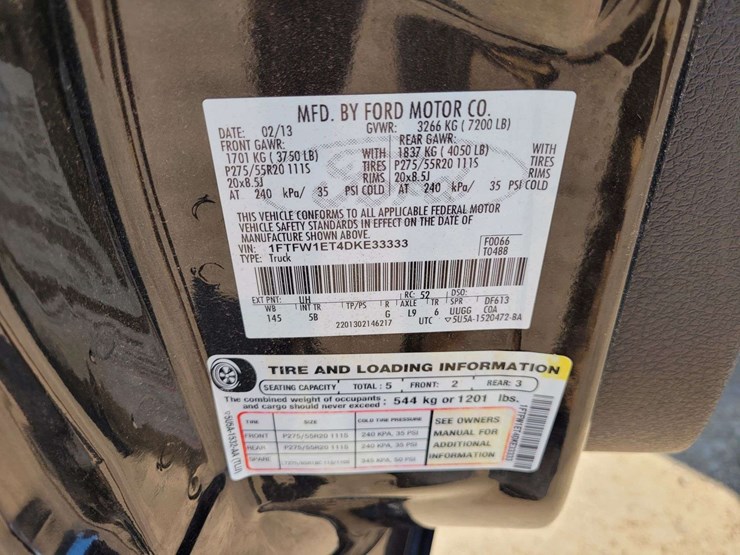 MFD. BY FORD MOTOR CO.
DATE: 02/13 GVWR: 3266 KG ( 7200 LB)
FRONT GAWR: REAR GAWR:
1701 KG ( 3750 LB) WITH 1837 KG ( 4050 LB) WITH
P275/55R20 111S TIRES P275/55R20 111S TIRES
20x8.5J RIMS 20x8.5J RIMS
AT 240 kPa/ 35 PSI COLD AT 240 kPa/ 35 PSI COLD
THIS VEHICLE CONFORMS TO ALL APPLICABLE FEDERAL MOTOR
VEHICLE SAFETY STANDARDS IN EFFECT ON THE DATE OF
MANUFACTURE SHOWN ABOVE.
VIN: 1FTFW1ET4DKE33333 F0066
TYPE: Truck T0488
EXT PNT: UH RC: 52 DSO:
WB INT TR TP/PS R AXLE TR SPR DF613
145 5B G L9 6 UUGG COA
2201302146217 UTC 5U5A-1520472-BA
TIRE AND LOADING INFORMATION
SEATING CAPACITY TOTAL: 5 FRONT: 2 REAR: 3
The combined weight of occupants and cargo should never exceed : 544 kg or 1201 lbs.
TIRE SIZE COLD TIRE PRESSURE SEE OWNERS
FRONT P275/55R20 111S 240 KPA, 35 PSI MANUAL FOR
REAR P275/55R20 111S 240 KPA, 35 PSI ADDITIONAL
SPARE INFORMATION
1FTFW1ET4DKE33333